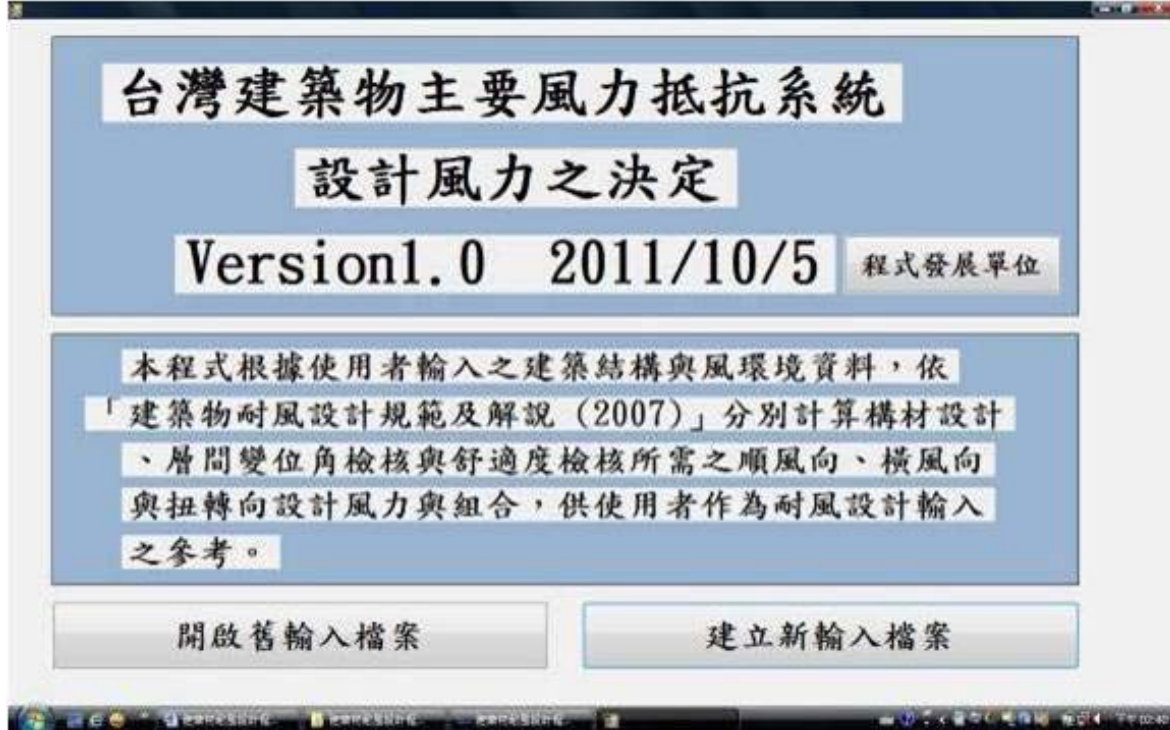 台灣建築物主要風力抵抗系統
設計風力之決定
Version1.0 2011/10/5
程式發展單位
本程式根據使用者輸入之建築結構與風環境資料，依
「建築物耐風設計規範及解說 (2007)」分別計算構材設計
、層間變位角檢核與舒適度檢核所需之順風向、橫風向
與扭轉向設計風力與組合，供使用者作為耐風設計輸入
之參考。
開啟舊輸入檔案
建立新輸入檔案